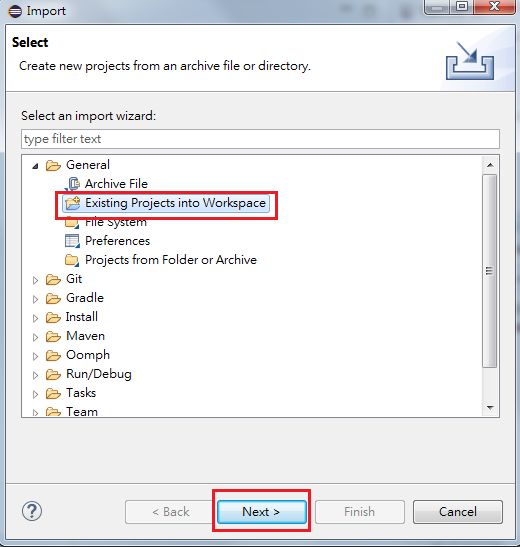 Import
Select
Create new projects from an archive file or directory.
Select an import wizard:
type filter text
General
Archive File
Existing Projects into Workspace
File System
Preferences
Projects from Folder or Archive
Git
Gradle
Install
Maven
Oomph
Run/Debug
Tasks
Team
? < Back Next > Finish Cancel